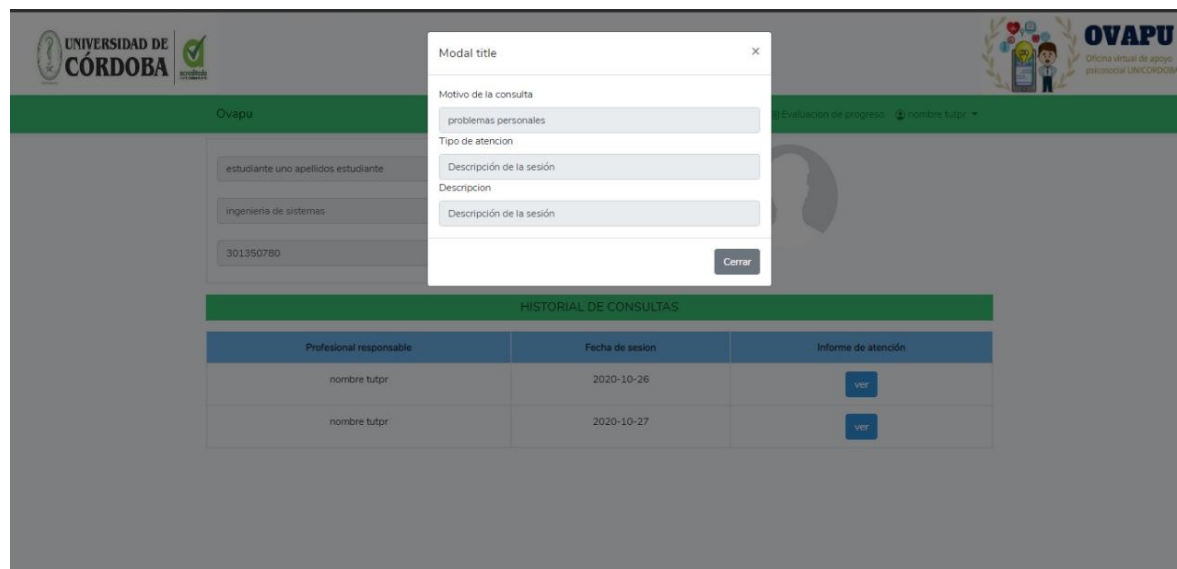 UNIVERSIDAD DE
CÓRDOBA
acreditada
OVAPU
Oficina virtual de apoyo
psicosocial UNICORDOBA
Modal title ×
Motivo de la consulta
problemas personales
Tipo de atencion
Descripción de la sesión
Descripcion
Descripción de la sesión
Cerrar
Ovapu
Evaluacion de progreso nombre tutpr
estudiante uno apellidos estudiante
ingenieria de sistemas
301350780
HISTORIAL DE CONSULTAS
Profesional responsable Fecha de sesion Informe de atención
nombre tutpr 2020-10-26 ver
nombre tutpr 2020-10-27 ver